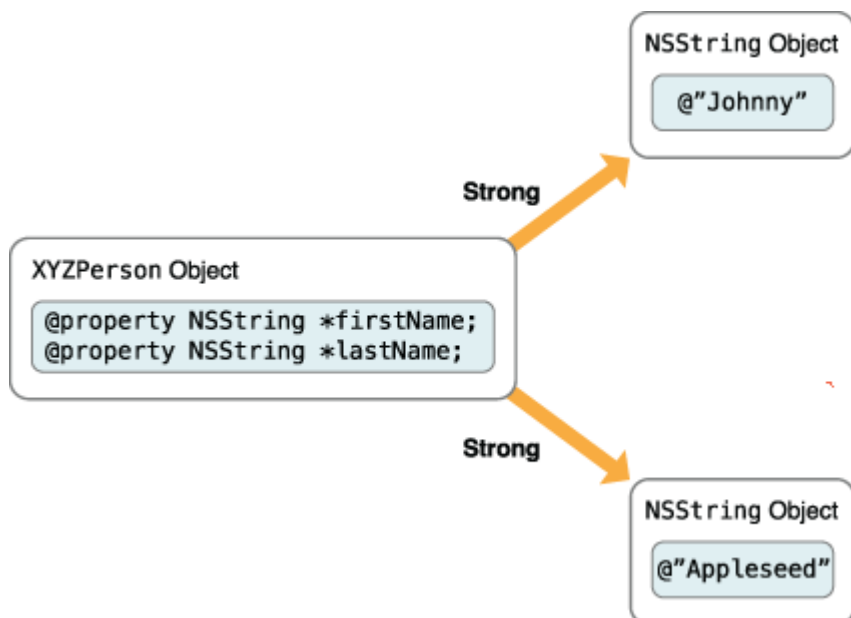 NSString Object
@"Johnny"
Strong
XYZPerson Object
@property NSString *firstName;
@property NSString *lastName;
Strong
NSString Object
@"Appleseed"